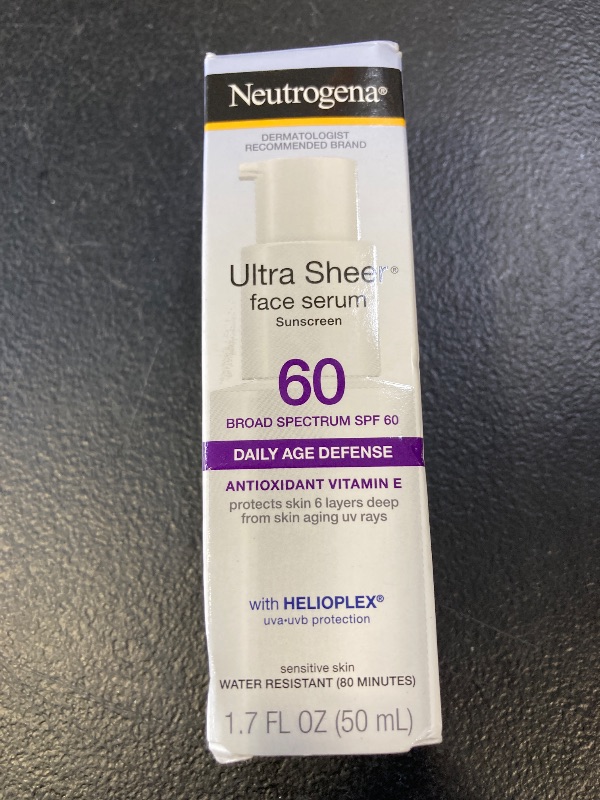 Neutrogena®
DERMATOLOGIST
RECOMMENDED BRAND
Ultra Sheer®
face serum
Sunscreen
60
BROAD SPECTRUM SPF 60
DAILY AGE DEFENSE
ANTIOXIDANT VITAMIN E
protects skin 6 layers deep
from skin aging uv rays
with HELIOPLEX®
uva•uvb protection
sensitive skin
WATER RESISTANT (80 MINUTES)
1.7 FL OZ (50 mL)